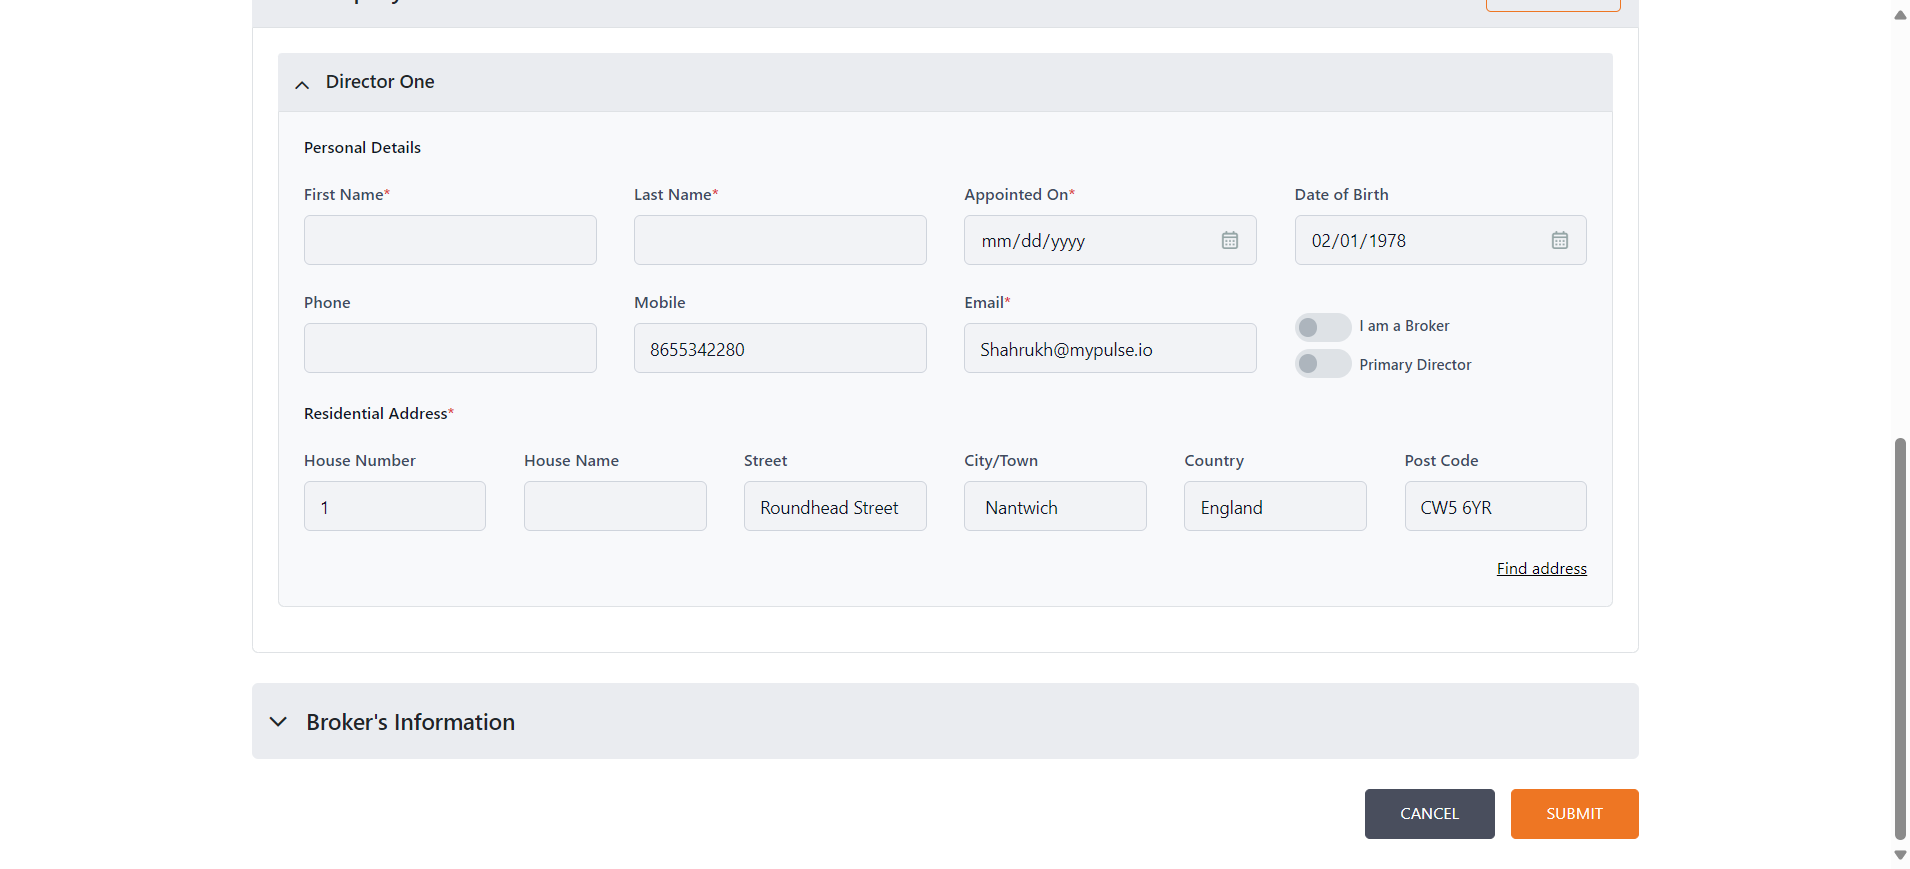 Director One
Personal Details
First Name* Last Name* Appointed On* Date of Birth
mm/dd/yyyy 02/01/1978
Phone Mobile Email*
I am a Broker
8655342280 Shahrukh@mypulse.io
Primary Director
Residential Address*
House Number House Name Street City/Town Country Post Code
1 Roundhead Street Nantwich England CW5 6YR
Find address
Broker's Information
CANCEL SUBMIT